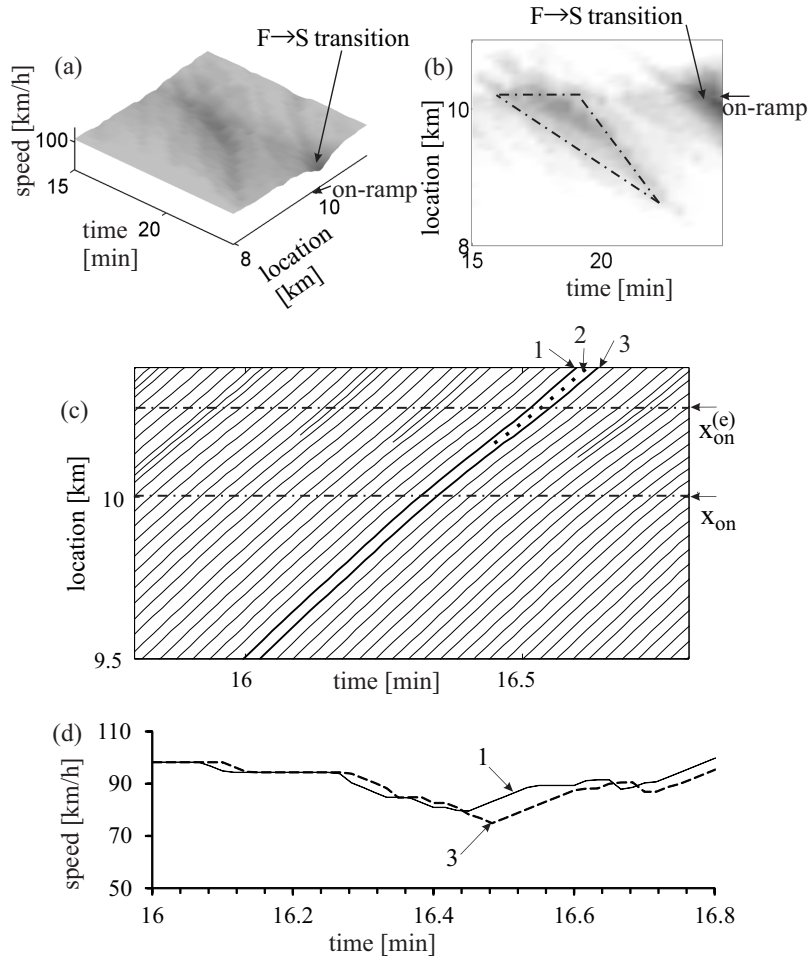 F→S transition
(a)
speed [km/h]
100
15
time
[min]
20
8
location
[km]
10
on-ramp
F→S transition
(b)
location [km]
10
8
15
20
time [min]
on-ramp
1
2
3
(c)
location [km]
10
9.5
16
16.5
time [min]
x_on^(e)
x_on
(d)
speed [km/h]
110
90
70
50
1
3
16
16.2
16.4
16.6
16.8
time [min]